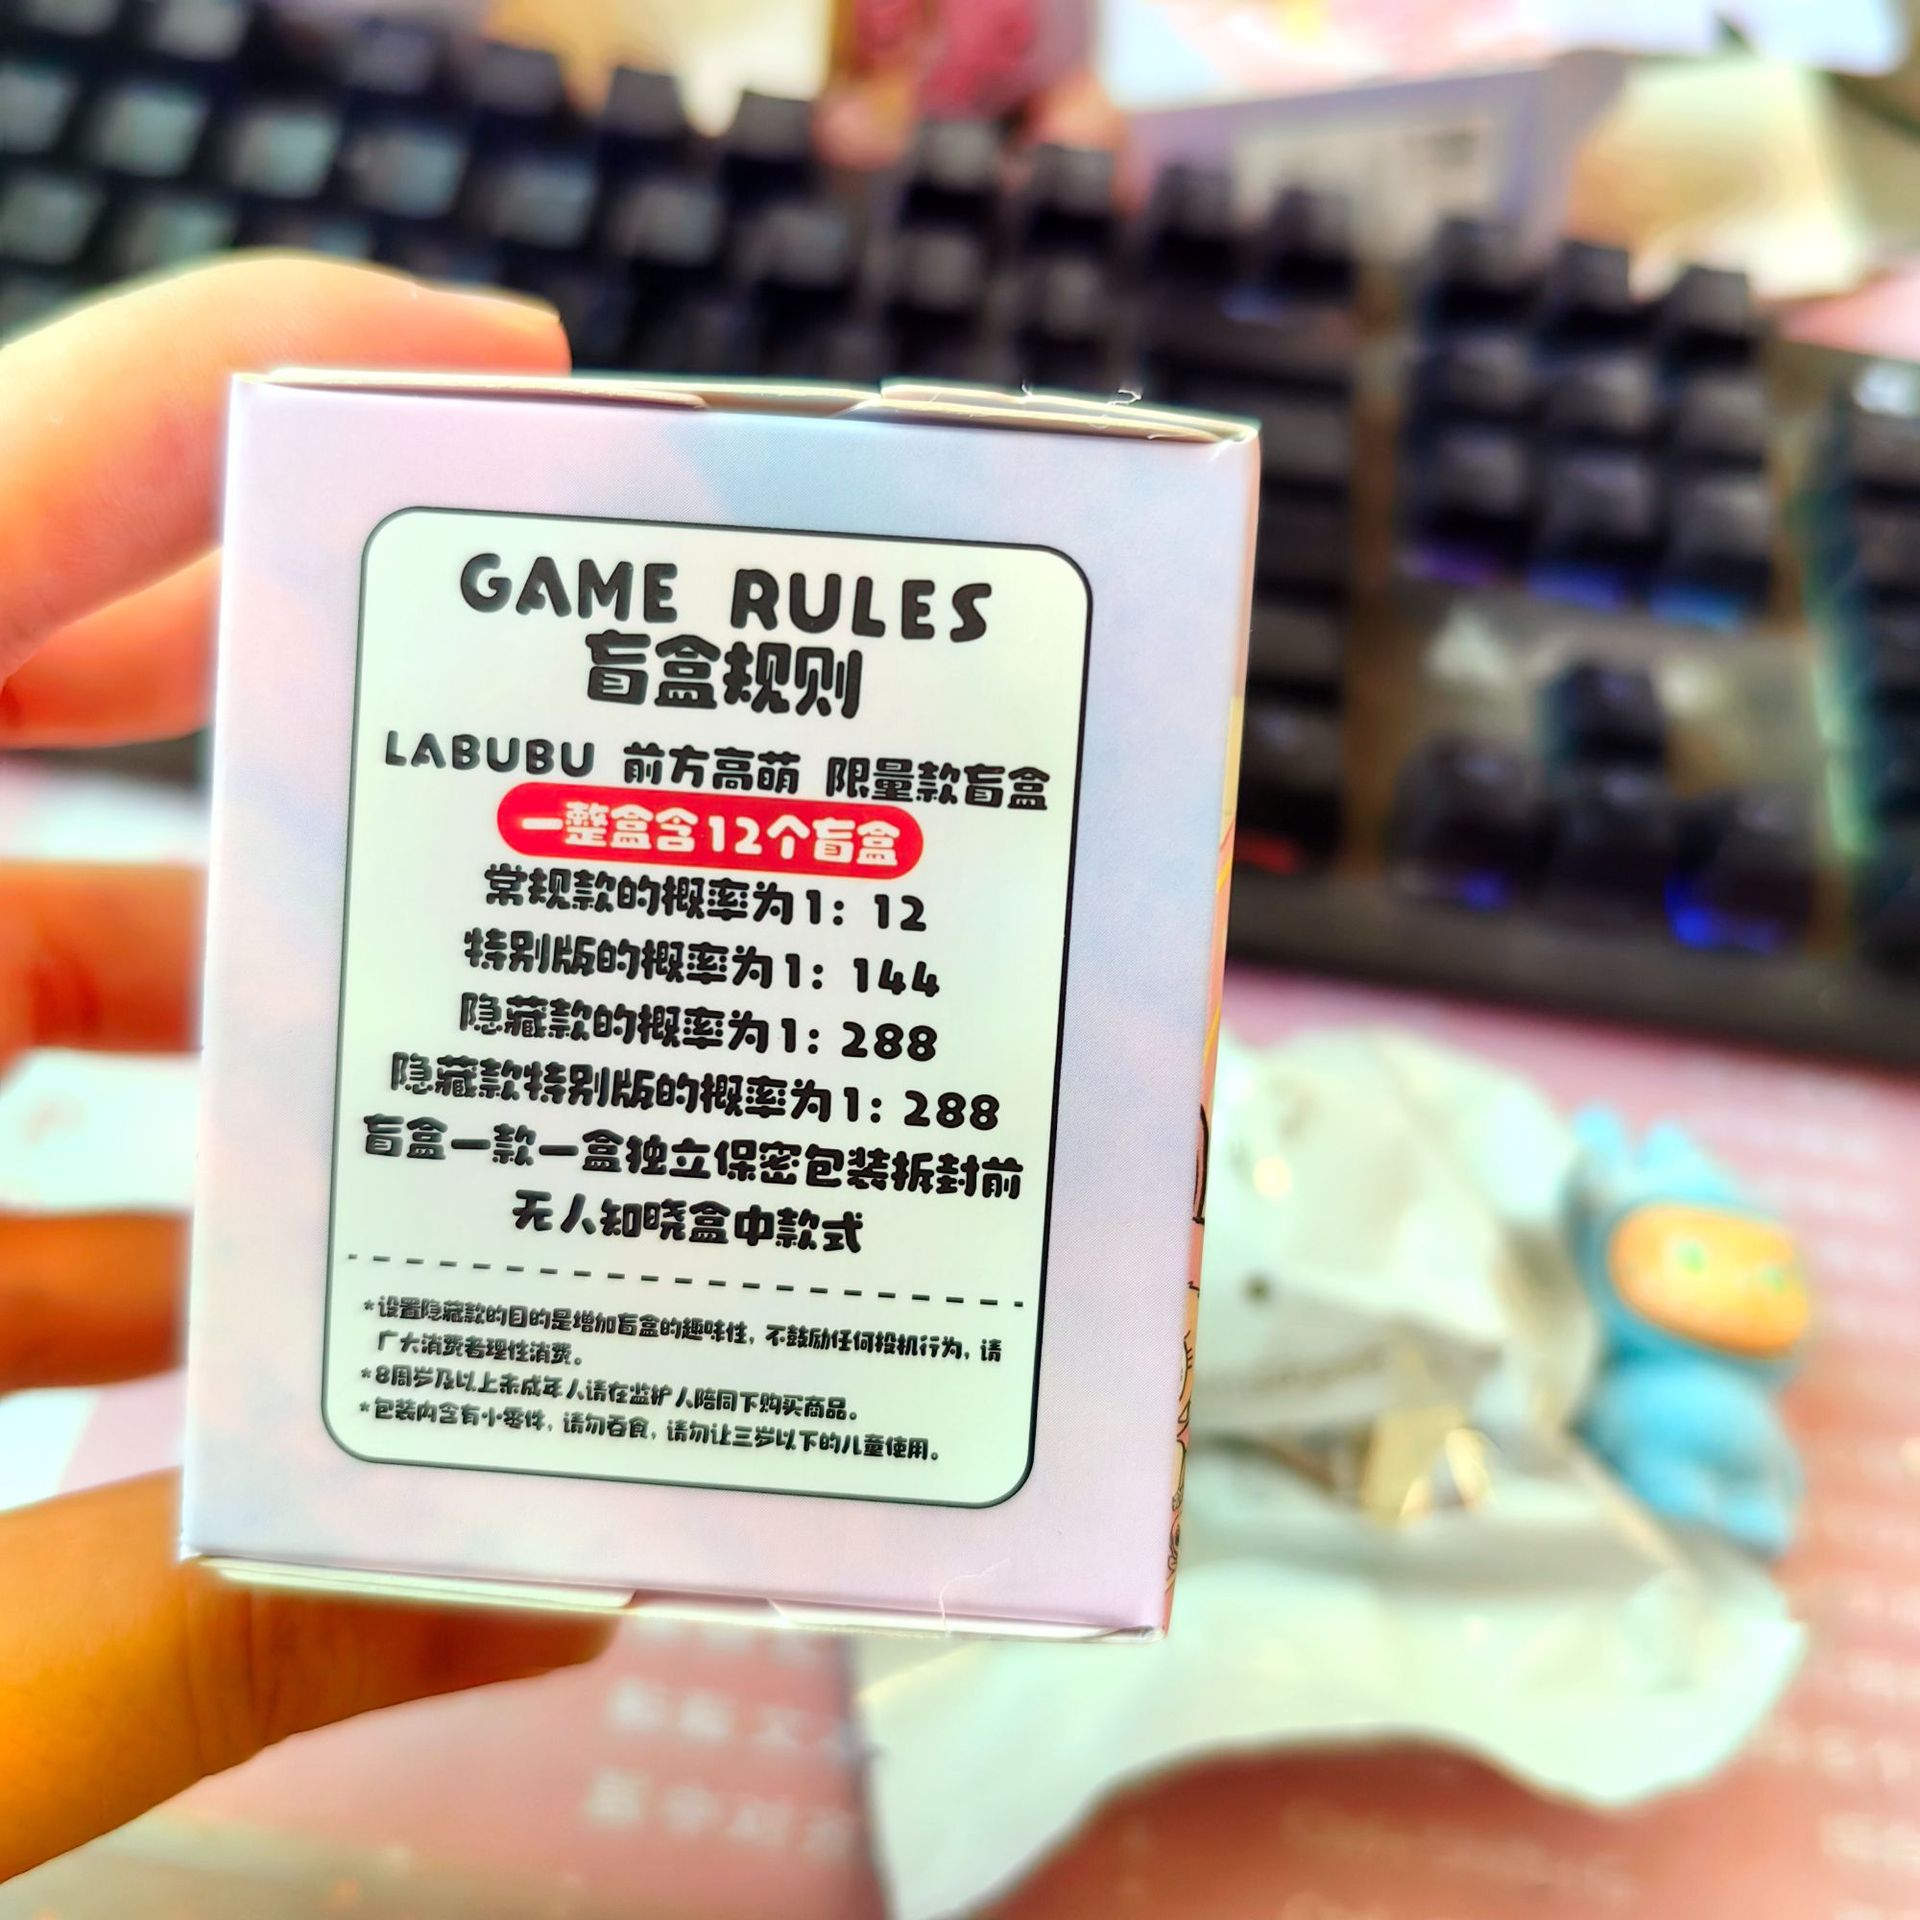 GAME RULES
盲盒规则
LABUBU 前方高萌 限量款盲盒
一整盒含12个盲盒
常规款的概率为1: 12
特别版的概率为1: 144
隐藏款的概率为1: 288
隐藏款特别版的概率为1: 288
盲盒一款一盒独立保密包装拆封前
无人知晓盒中款式
*设置隐藏款的目的是增加盲盒的趣味性，不鼓励任何投机行为，请
广大消费者理性消费。
*8周岁及以上未成年人请在监护人陪同下购买商品。
*包装内含有小零件，请勿吞食，请勿让三岁以下的儿童使用。